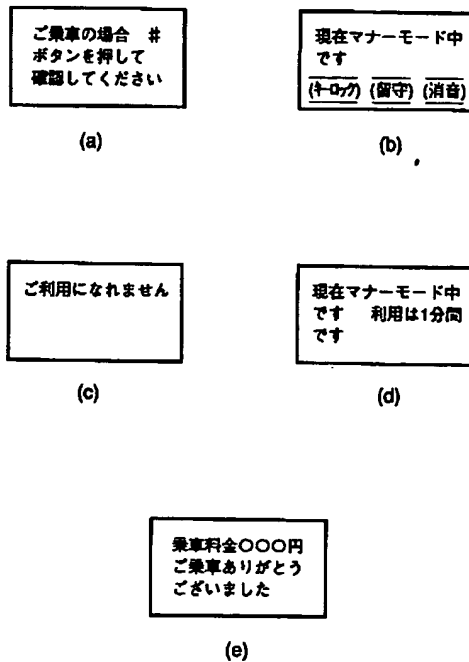 ご乗車の場合 #
ボタンを押して
確認してください
(a)
現在マナーモード中
です
(キーロック) (留守) (消音)
(b)
ご利用になれません
(c)
現在マナーモード中
です 利用は1分間
です
(d)
乗車料金〇〇〇円
ご乗車ありがとう
ございました
(e)